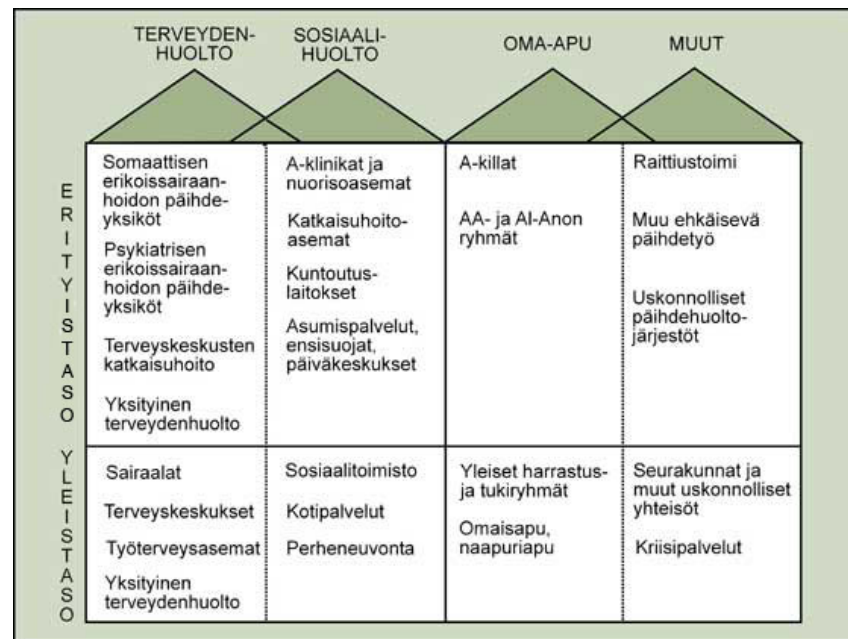 TERVEYDEN-
HUOLTO
SOSIAALI-
HUOLTO
OMA-APU
MUUT
ERITYISTASO
Somaattisen
erikoissairaan-
hoidon päihde-
yksiköt
Psykiatrisen
erikoissairaan-
hoidon päihde-
yksiköt
Terveyskeskusten
katkaisuhoito
Yksityinen
terveydenhuolto
A-klinikat ja
nuorisoasemat
Katkaisuhoito-
asemat
Kuntoutus-
laitokset
Asumispalvelut,
ensisuojat,
päiväkeskukset
A-killat
AA- ja Al-Anon
ryhmät
Raittiustoimi
Muu ehkäisevä
päihdetyö
Uskonnolliset
päihdehuolto-
järjestöt
YLEISTASO
Sairaalat
Terveyskeskukset
Työterveysasemat
Yksityinen
terveydenhuolto
Sosiaalitoimisto
Kotipalvelut
Perheneuvonta
Yleiset harrastus-
ja tukiryhmät
Omaisapu,
naapuriapu
Seurakunnat ja
muut uskonnolliset
yhteisöt
Kriisipalvelut